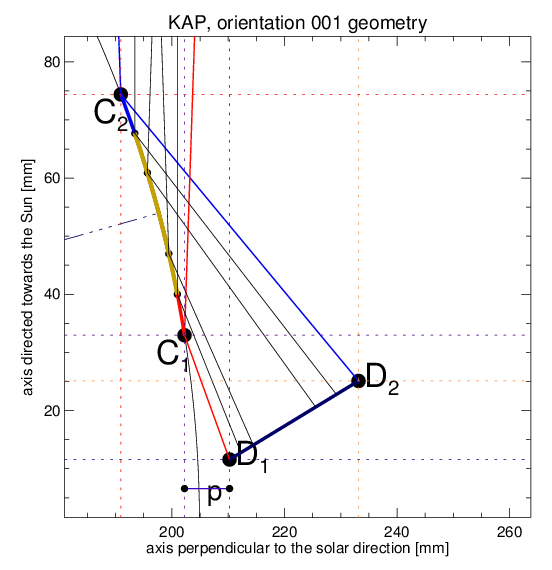 KAP, orientation 001 geometry
80
60
40
20
axis directed towards the Sun [mm]
C2
C1
D2
D1
p
200 220 240 260
axis perpendicular to the solar direction [mm]